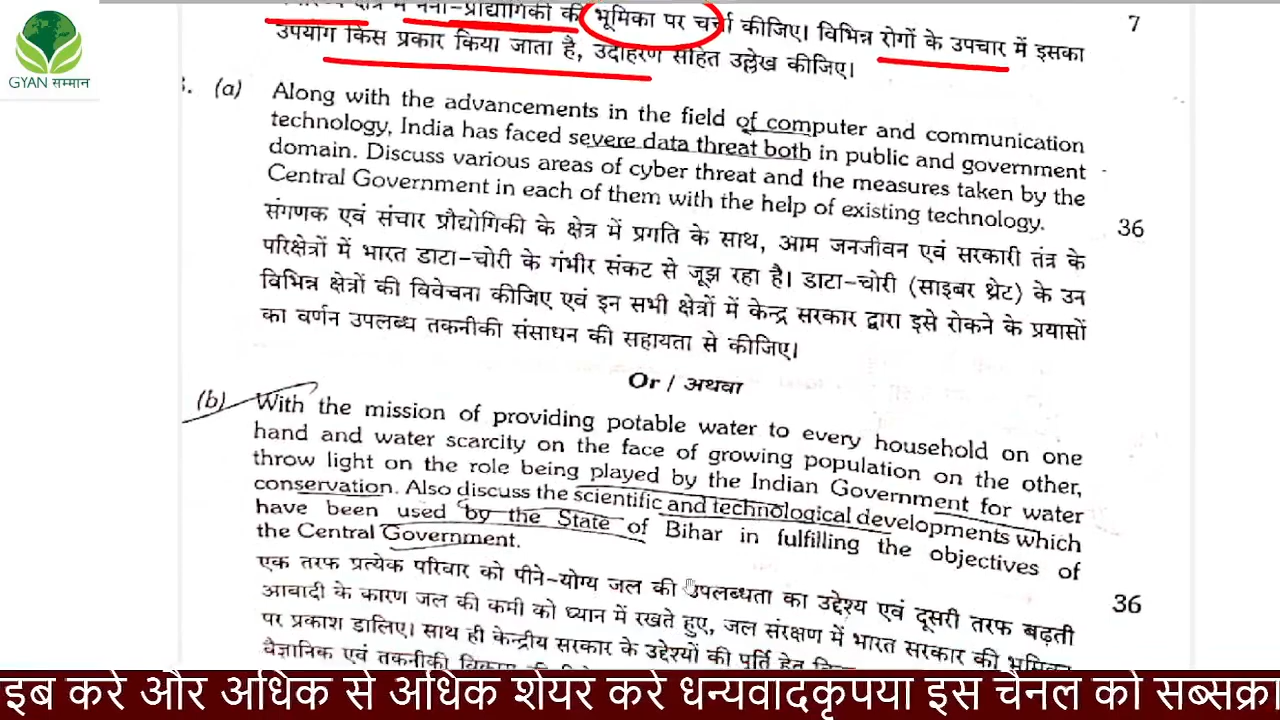 GYAN सम्मान
क्षेत्र में नैनो-प्रौद्योगिकी की भूमिका पर चर्चा कीजिए। विभिन्न रोगों के उपचार में इसका
7
उपयोग किस प्रकार किया जाता है, उदाहरण सहित उल्लेख कीजिए।
(a) Along with the advancements in the field of computer and communication
technology, India has faced severe data threat both in public and government
domain. Discuss various areas of cyber threat and the measures taken by the
Central Government in each of them with the help of existing technology.
36
संगणक एवं संचार प्रौद्योगिकी के क्षेत्र में प्रगति के साथ, आम जनजीवन एवं सरकारी तंत्र के
परिक्षेत्रों में भारत डाटा-चोरी के गंभीर संकट से जूझ रहा है। डाटा-चोरी (साइबर थ्रेट) के उन
विभिन्न क्षेत्रों की विवेचना कीजिए एवं इन सभी क्षेत्रों में केन्द्र सरकार द्वारा इसे रोकने के प्रयासों
का वर्णन उपलब्ध तकनीकी संसाधन की सहायता से कीजिए।
Or / अथवा
(b) With the mission of providing potable water to every household on one
hand and water scarcity on the face of growing population on the other,
throw light on the role being played by the Indian Government for water
conservation. Also discuss the scientific and technological developments which
have been used by the State of Bihar in fulfilling the objectives of
the Central Government.
36
एक तरफ प्रत्येक परिवार को पीने-योग्य जल की उपलब्धता का उद्देश्य एवं दूसरी तरफ बढ़ती
आबादी के कारण जल की कमी को ध्यान में रखते हुए, जल संरक्षण में भारत सरकार की भूमिका
पर प्रकाश डालिए। साथ ही केन्द्रीय सरकार के उद्देश्यों की पूर्ति हेतु
वैज्ञानिक एवं तकनीकी विकास
इब करे और अधिक से अधिक शेयर करे धन्यवादकृपया इस चैनल को सब्सक्रा